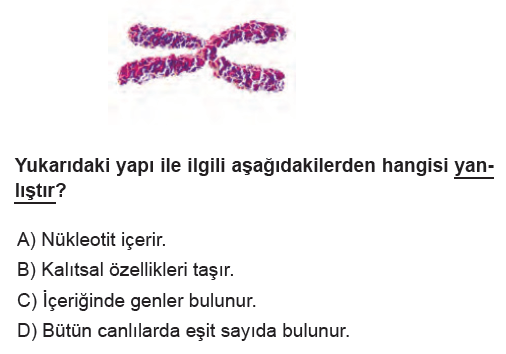 Yukarıdaki yapı ile ilgili aşağıdakilerden hangisi yan-
lıştır?
A) Nükleotit içerir.
B) Kalıtsal özellikleri taşır.
C) İçeriğinde genler bulunur.
D) Bütün canlılarda eşit sayıda bulunur.